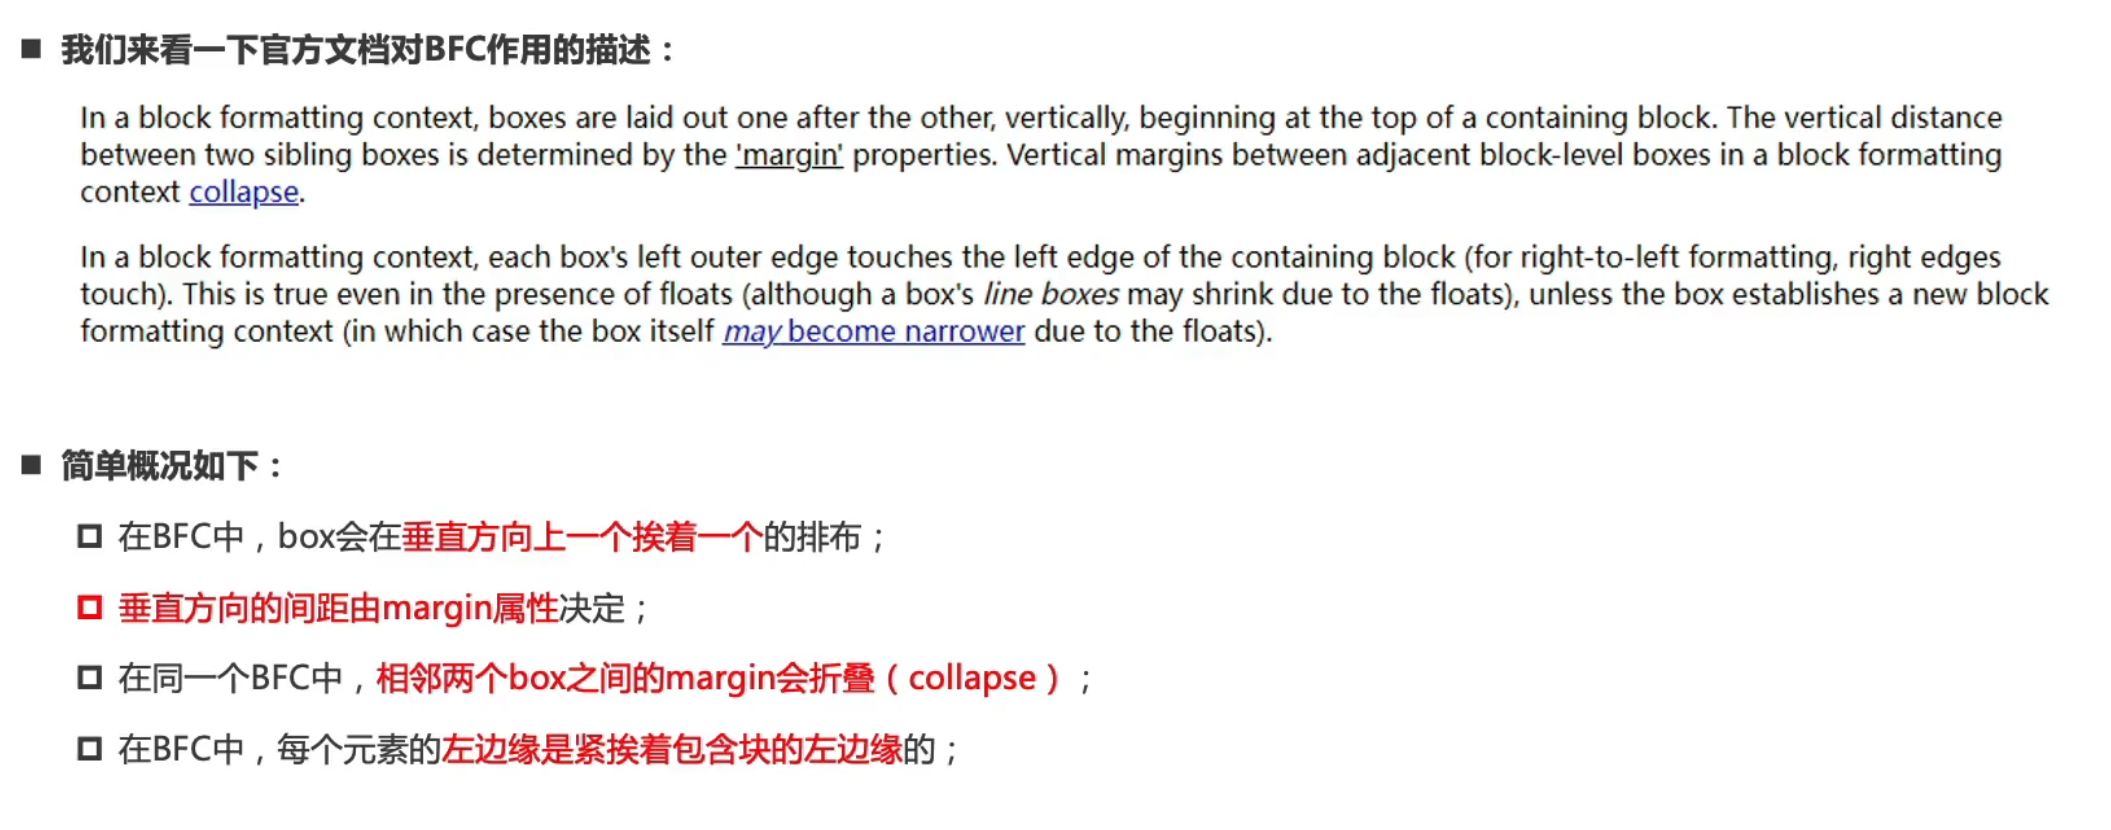 我们来看一下官方文档对BFC作用的描述：
In a block formatting context, boxes are laid out one after the other, vertically, beginning at the top of a containing block. The vertical distance
between two sibling boxes is determined by the 'margin' properties. Vertical margins between adjacent block-level boxes in a block formatting
context collapse.
In a block formatting context, each box's left outer edge touches the left edge of the containing block (for right-to-left formatting, right edges
touch). This is true even in the presence of floats (although a box's line boxes may shrink due to the floats), unless the box establishes a new block
formatting context (in which case the box itself may become narrower due to the floats).
简单概况如下：
在BFC中，box会在垂直方向上一个挨着一个的排布；
垂直方向的间距由margin属性决定；
在同一个BFC中，相邻两个box之间的margin会折叠（collapse）；
在BFC中，每个元素的左边缘是紧挨着包含块的左边缘的；